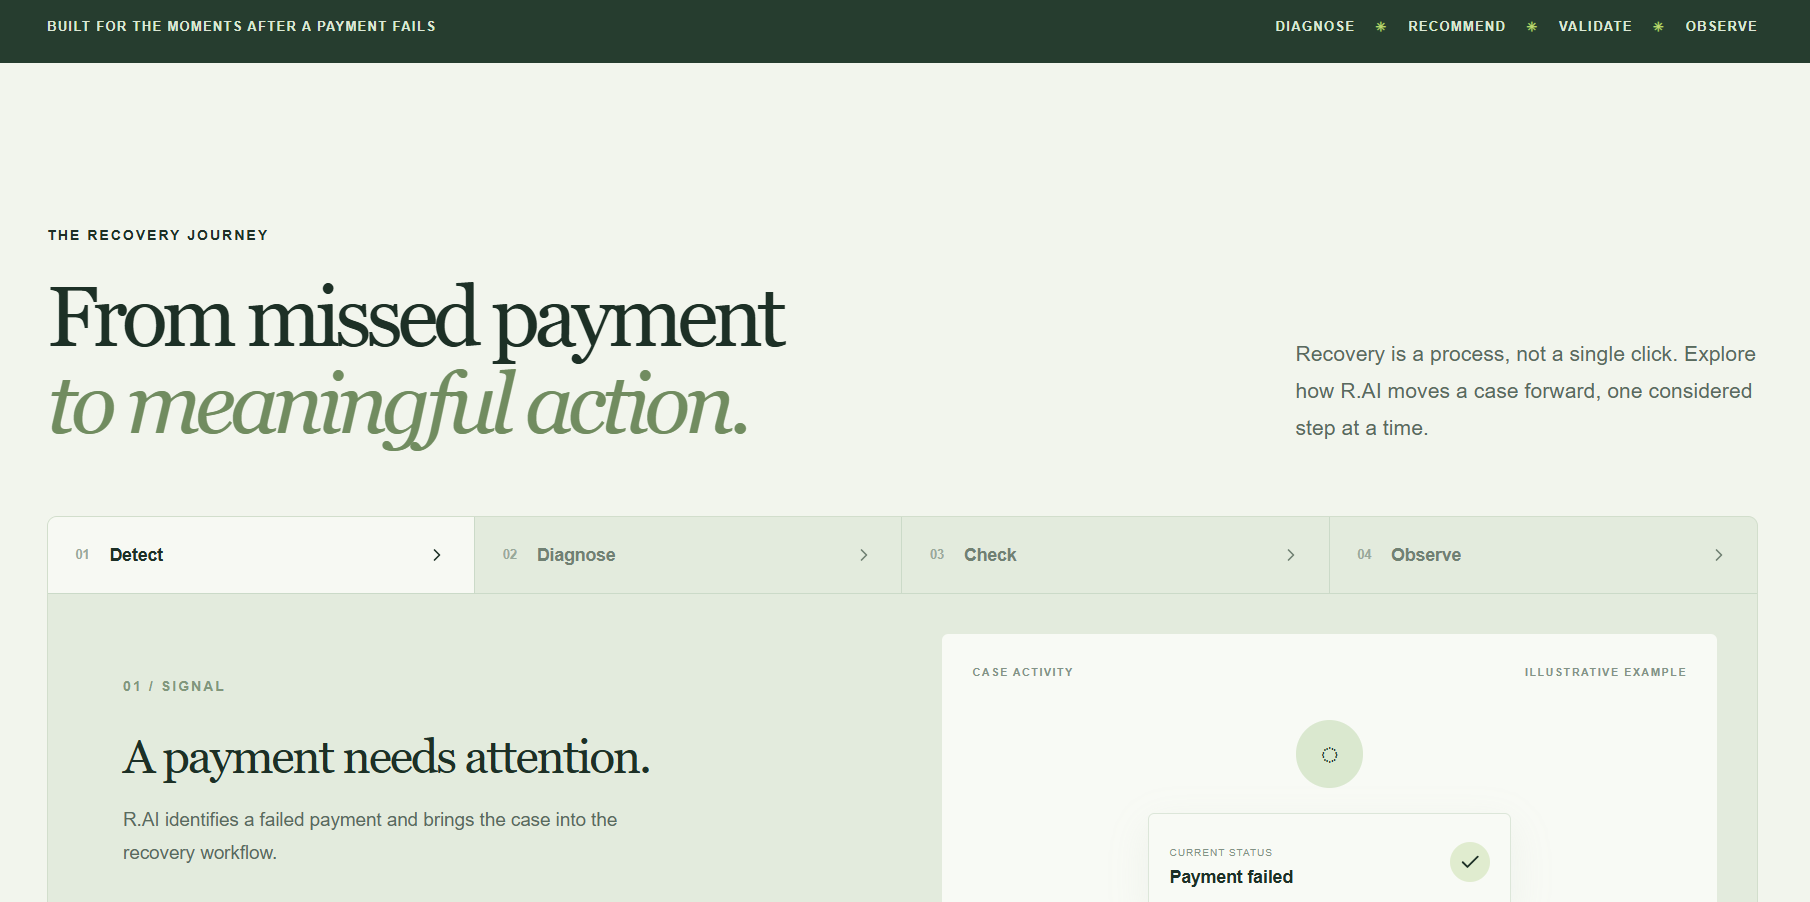 BUILT FOR THE MOMENTS AFTER A PAYMENT FAILS
DIAGNOSE ✳ RECOMMEND ✳ VALIDATE ✳ OBSERVE
THE RECOVERY JOURNEY
From missed payment
to meaningful action.
Recovery is a process, not a single click. Explore
how R.AI moves a case forward, one considered
step at a time.
01 Detect
02 Diagnose
03 Check
04 Observe
01 / SIGNAL
A payment needs attention.
R.AI identifies a failed payment and brings the case into the
recovery workflow.
CASE ACTIVITY
ILLUSTRATIVE EXAMPLE
CURRENT STATUS
Payment failed